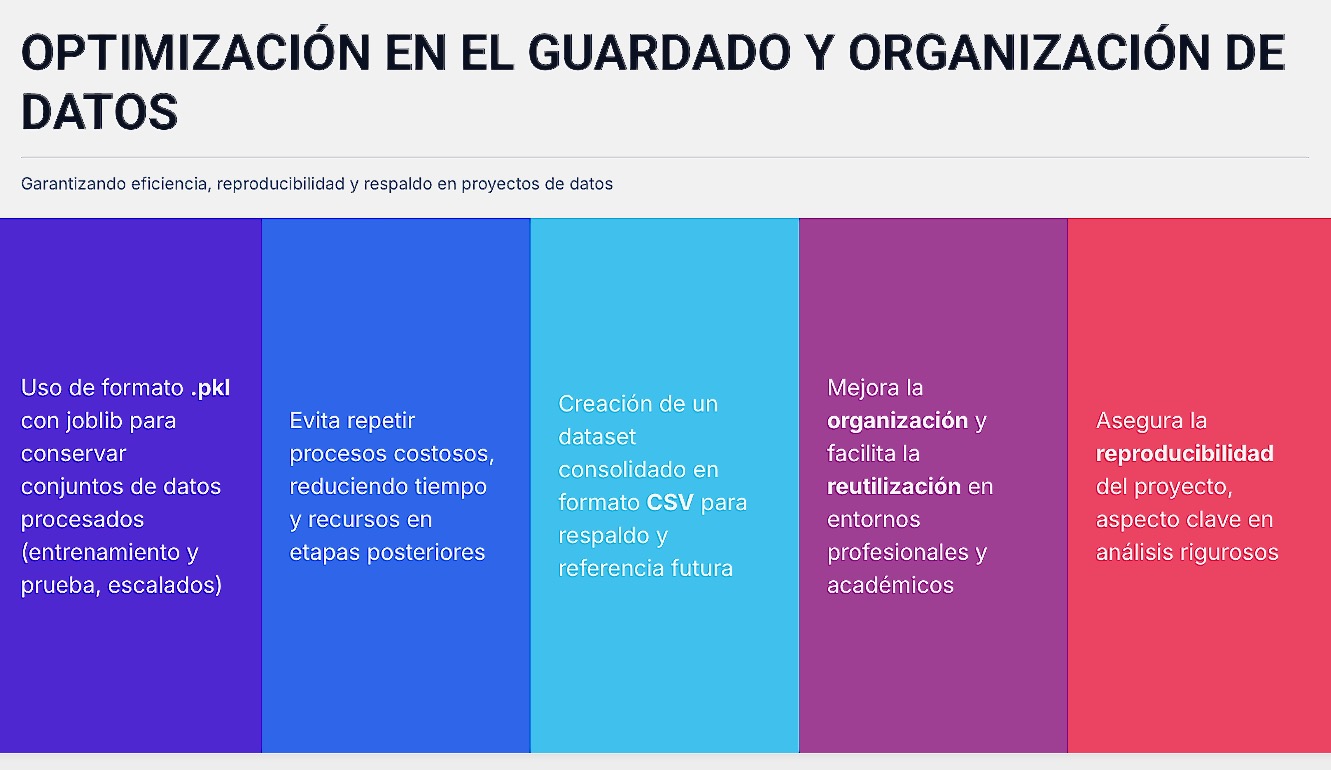 OPTIMIZACIÓN EN EL GUARDADO Y ORGANIZACIÓN DE
DATOS
Garantizando eficiencia, reproducibilidad y respaldo en proyectos de datos
Uso de formato .pkl
con joblib para
conservar
conjuntos de datos
procesados
(entrenamiento y
prueba, escalados)
Evita repetir
procesos costosos,
reduciendo tiempo
y recursos en
etapas posteriores
Creación de un
dataset
consolidado en
formato CSV para
respaldo y
referencia futura
Mejora la
organización y
facilita la
reutilización en
entornos
profesionales y
académicos
Asegura la
reproducibilidad
del proyecto,
aspecto clave en
análisis rigurosos